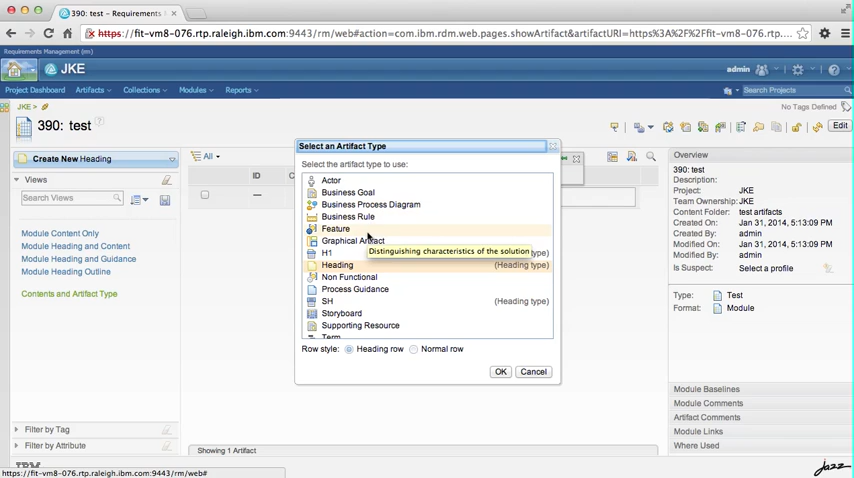 390: test - Requirements ×
https://fit-vm8-076.rtp.raleigh.ibm.com:9443/rm/web#action=com.ibm.rdm.web.pages.showArtifact&artifactURI=https%3A%2F%2Ffit-vm8-076.rtp.raleigh.ibm.co
Requirements Management (rm)
JKE
admin
Project Dashboard Artifacts Collections Modules Reports
Search Projects
JKE >
No Tags Defined
390: test
Edit
Create New Heading
Views
Search Views
Module Content Only
Module Heading and Content
Module Heading and Guidance
Module Heading Outline
Contents and Artifact Type
Filter by Tag
Filter by Attribute
All
ID
Select an Artifact Type
Select the artifact type to use:
Actor
Business Goal
Business Process Diagram
Business Rule
Feature
Graphical Artifact
Distinguishing characteristics of the solution
H1 type)
Heading (Heading type)
Non Functional
Process Guidance
SH (Heading type)
Storyboard
Supporting Resource
Term
Row style: Heading row Normal row
OK Cancel
Showing 1 Artifact
Overview
390: test
Description:
Project: JKE
Team Ownership: JKE
Content Folder: test artifacts
Created On: Jan 31, 2014, 5:13:09 PM
Created By: admin
Modified On: Jan 31, 2014, 5:13:09 PM
Modified By: admin
Is Suspect: Select a profile
Type: Test
Format: Module
Module Baselines
Module Comments
Artifact Comments
Module Links
Where Used
IBM
https://fit-vm8-076.rtp.raleigh.ibm.com:9443/rm/web#
Jazz